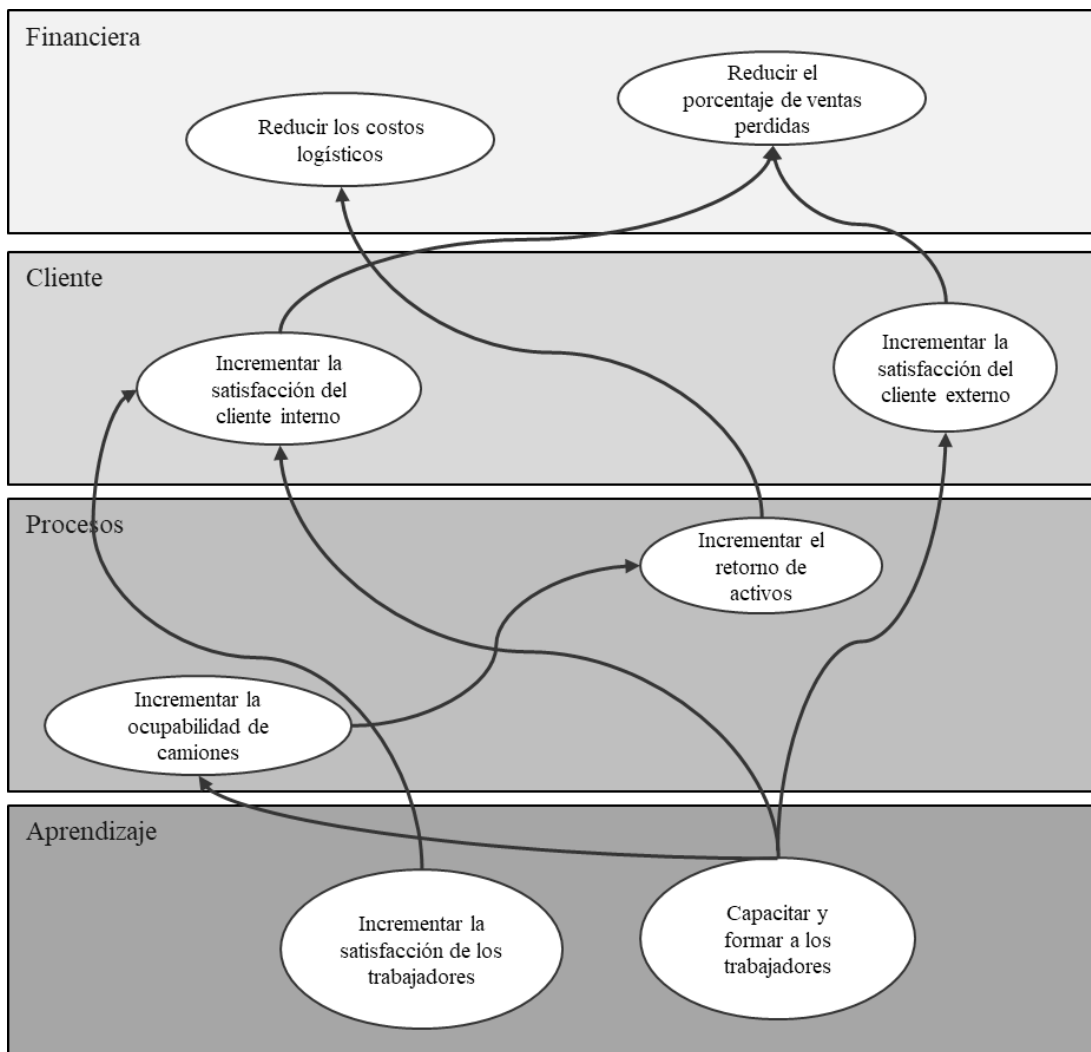 Financiera
Reducir el
porcentaje de ventas
perdidas
Reducir los costos
logísticos
Cliente
Incrementar la
satisfacción del
cliente interno
Incrementar la
satisfacción del
cliente externo
Procesos
Incrementar el
retorno de
activos
Incrementar la
ocupabilidad de
camiones
Aprendizaje
Incrementar la
satisfacción de los
trabajadores
Capacitar y
formar a los
trabajadores